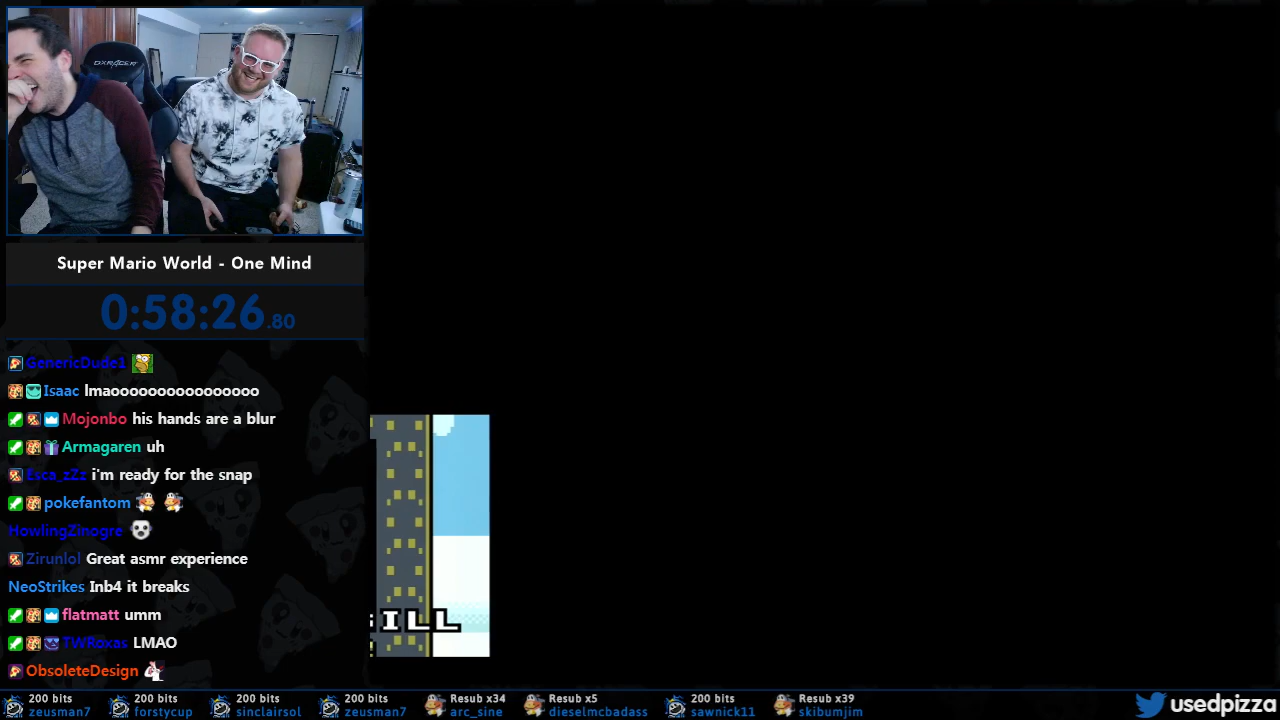 DXRACER
Super Mario World - One Mind
0:58:26.80
GenericDude1
Isaac lmaooooooooooooooooo
Mojonbo his hands are a blur
Armagaren uh
Esca_zZz i'm ready for the snap
pokefantom
HowlingZinogre
Zirunlol Great asmr experience
NeoStrikes Inb4 it breaks
flatmatt umm
TWRoxas LMAO
ObsoleteDesign
ILL
200 bits
zeusman7
200 bits
forstycup
200 bits
sinclairsol
200 bits
zeusman7
Resub x34
arc_sine
Resub x5
dieselmcbadass
200 bits
sawnick11
Resub x39
skibumjim
usedpizza